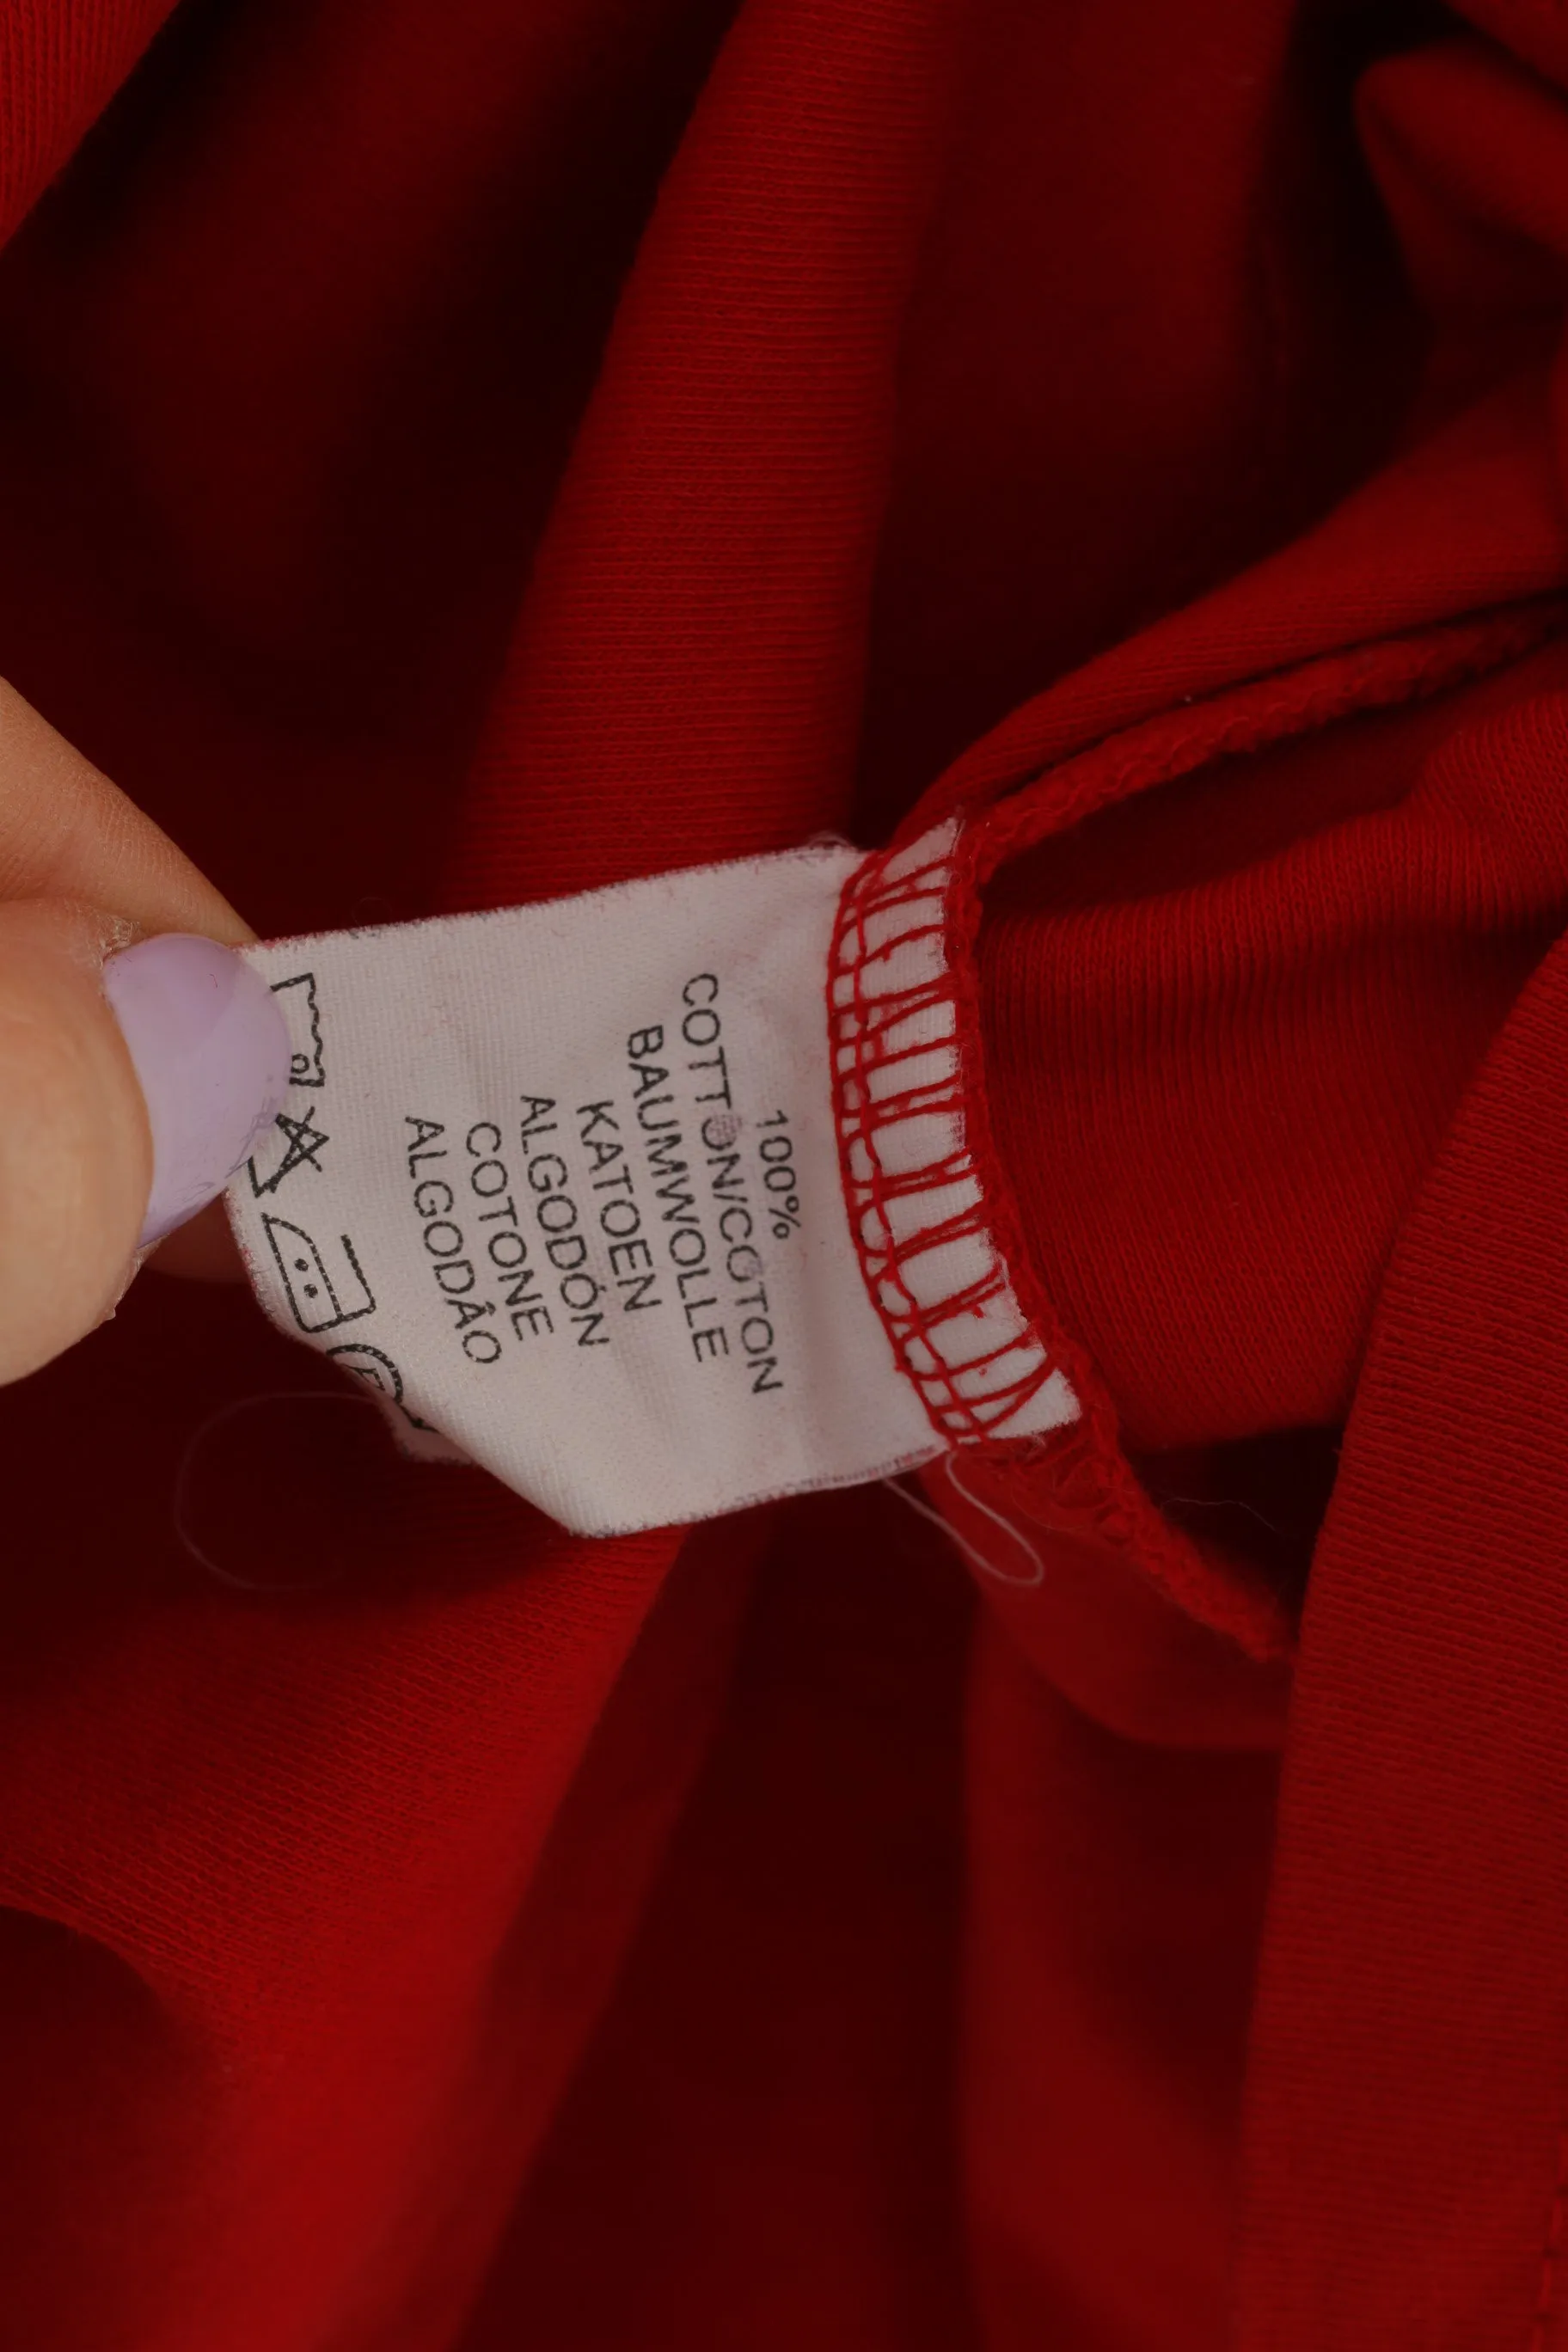 100%
COTTON/COTON
BAUMWOLLE
KATOEN
ALGODÓN
COTONE
ALGODÃO